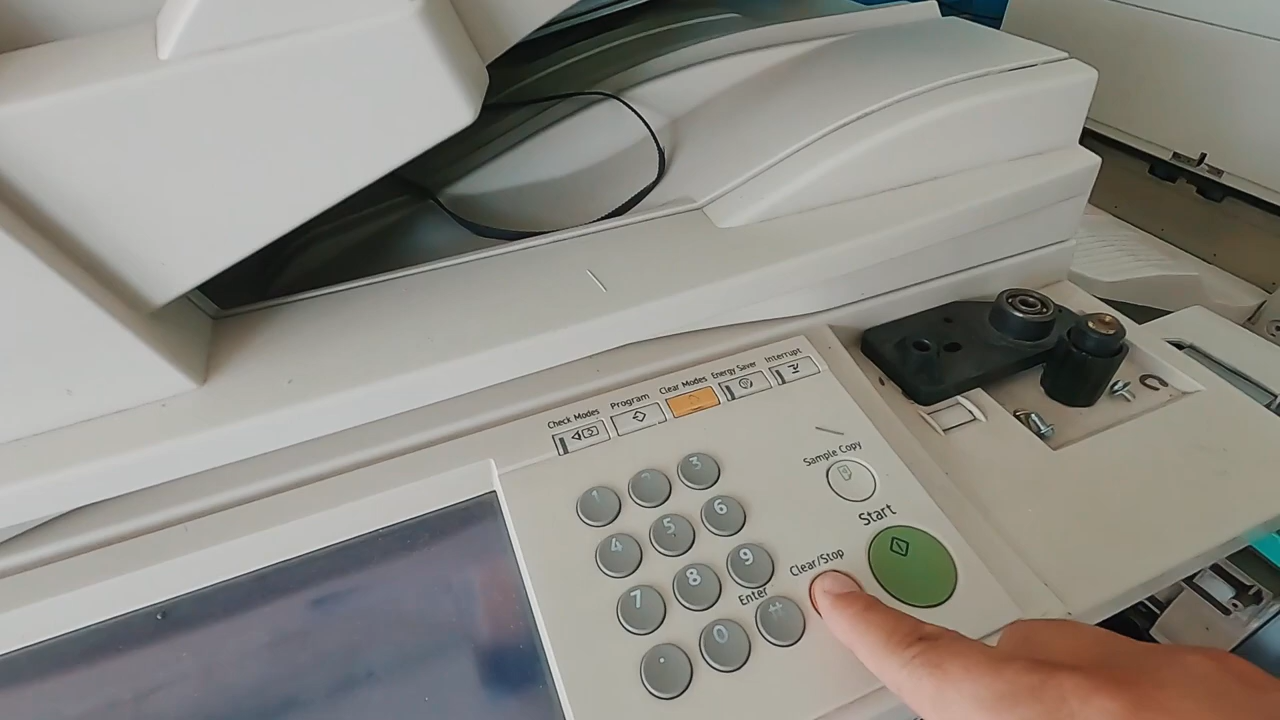 Check Modes
Program
Clear Modes
Energy Saver
Interrupt
Sample Copy
Start
Clear/Stop
1
2
3
4
5
6
7
8
9
Enter
.
0
#